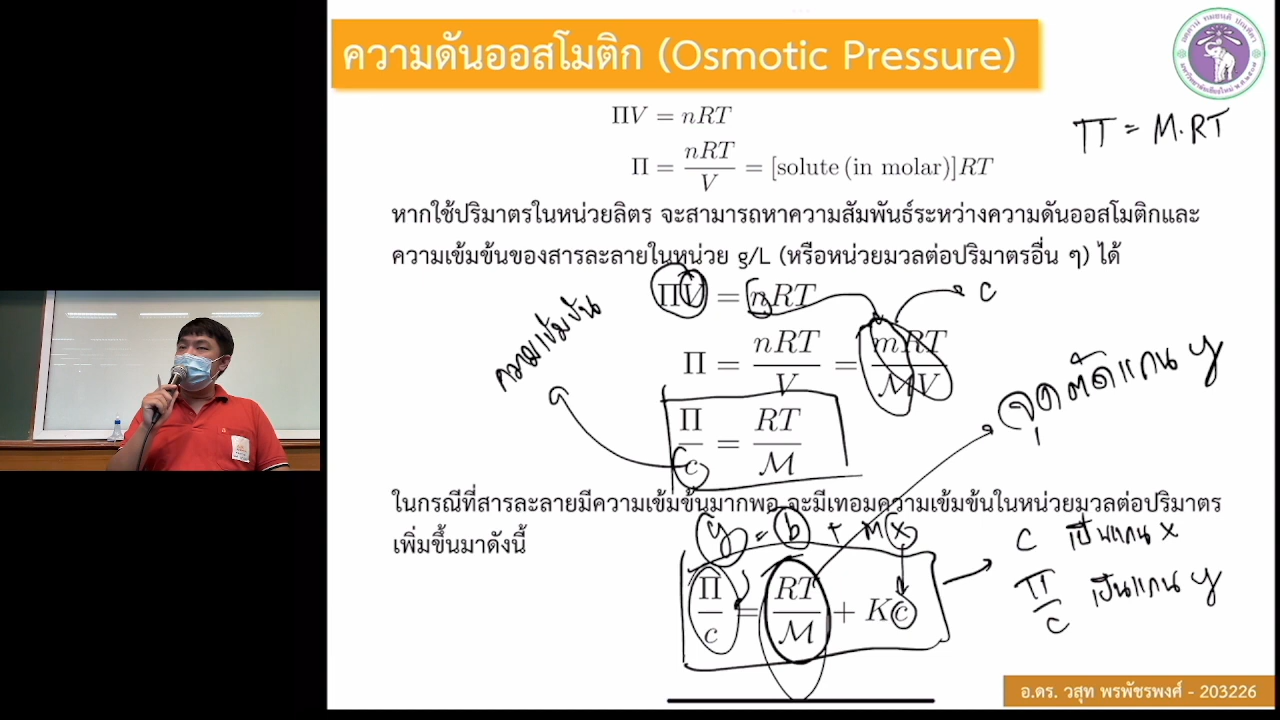 ความดันออสโมติก (Osmotic Pressure)
ΠV = nRT
Π = nRT/V = [solute (in molar)]RT
Π = M.RT
หากใช้ปริมาตรในหน่วยลิตร จะสามารถหาความสัมพันธ์ระหว่างความดันออสโมติกและ
ความเข้มข้นของสารละลายในหน่วย g/L (หรือหน่วยมวลต่อปริมาตรอื่น ๆ) ได้
ΠV = nRT
c
ความเข้มข้น
Π = nRT/V = mRT/ℳV
จุดตัดแกน y
Π/c = RT/ℳ
ในกรณีที่สารละลายมีความเข้มข้นมากพอ จะมีเทอมความเข้มข้นในหน่วยมวลต่อปริมาตร
เพิ่มขึ้นมาดังนี้
y = b + mx
c เป็นแกน x
Π/c = RT/ℳ + Kc
Π/c เป็นแกน y
อ.ดร. วสุท พรพัชรพงศ์ - 203226